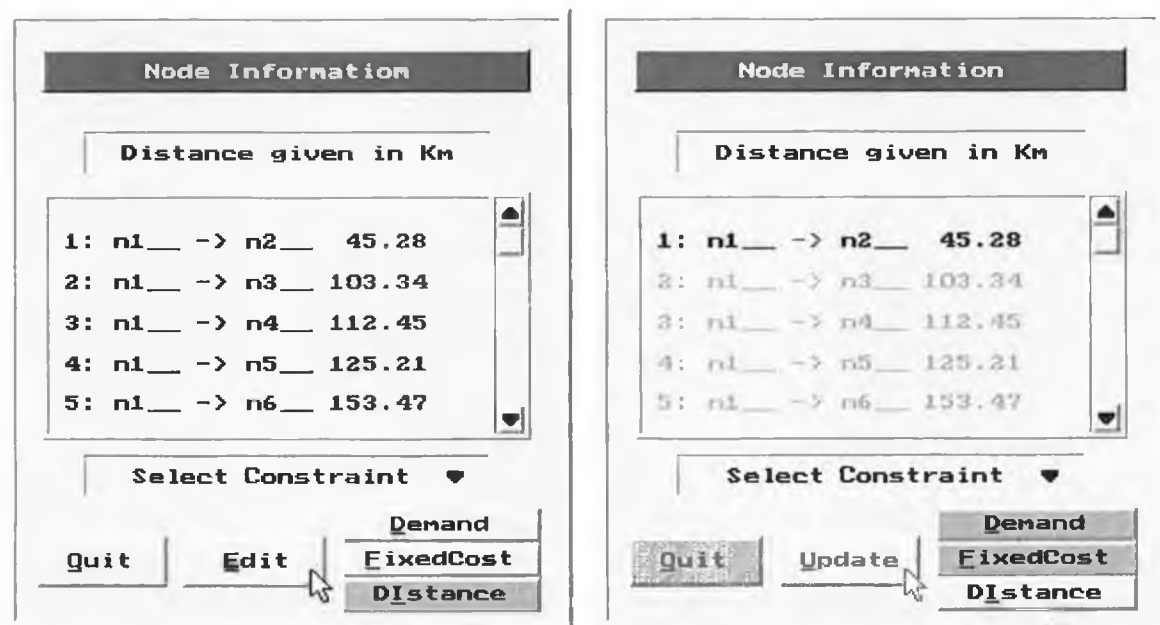 Node Informatiom
Distance given in Km
1: n1__ -> n2__ 45.28
2: n1__ -> n3__ 103.34
3: n1__ -> n4__ 112.45
4: n1__ -> n5__ 125.21
5: n1__ -> n6__ 153.47
Select Constraint
Demand
Quit Edit FixedCost
DIstance
Node Information
Distance given in Km
1: n1__ -> n2__ 45.28
2: n1__ -> n3__ 103.34
3: n1__ -> n4__ 112.45
4: n1__ -> n5__ 125.21
5: n1__ -> n6__ 153.47
Select Constraint
Demand
Quit Update FixedCost
DIstance